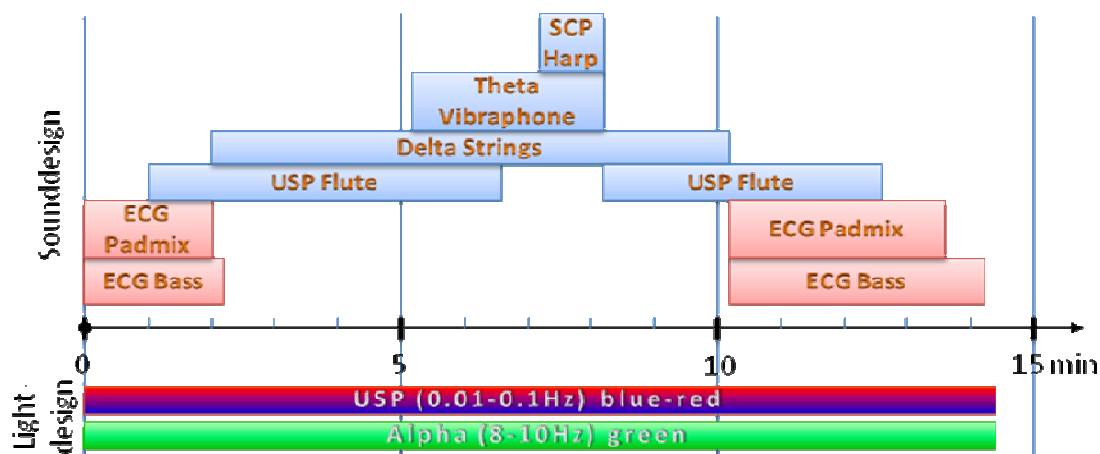 SCP
Harp
Theta
Vibraphone
Delta Strings
USP Flute
USP Flute
ECG
Padmix
ECG Padmix
ECG Bass
ECG Bass
Sounddesign
0
5
10
15 min
USP (0.01-0.1Hz) blue-red
Alpha (8-10Hz) green
Light
design